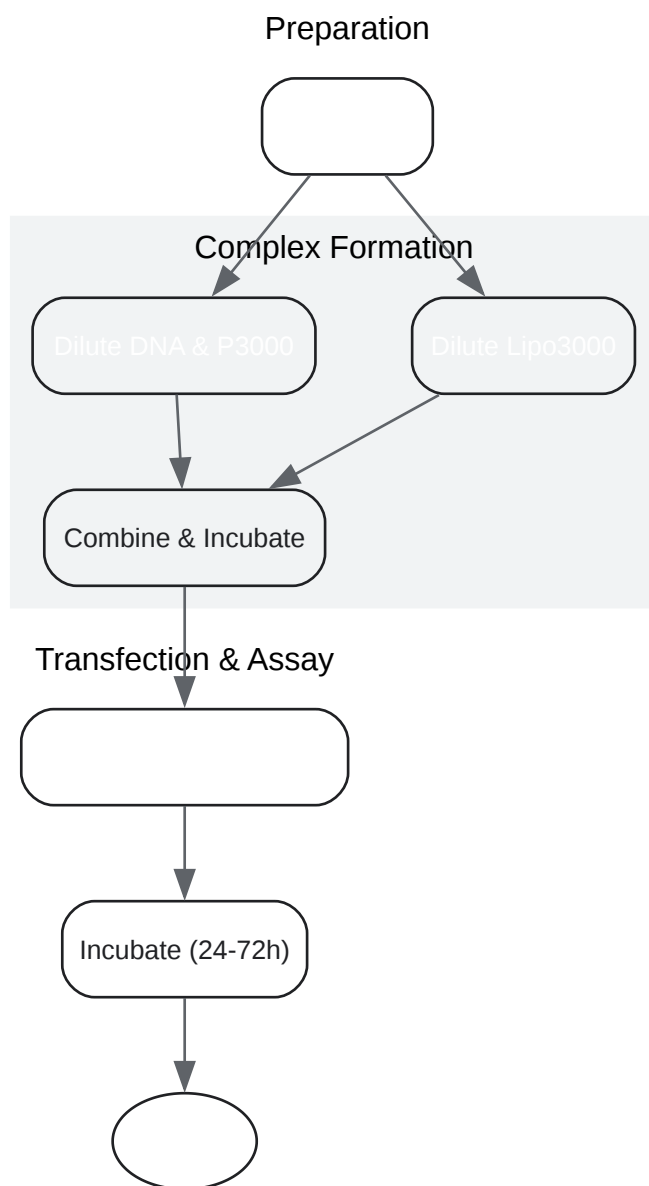 Preparation
Complex Formation
Dilute DNA & P3000
Dilute Lipo3000
Combine & Incubate
Transfection & Assay
Incubate (24-72h)